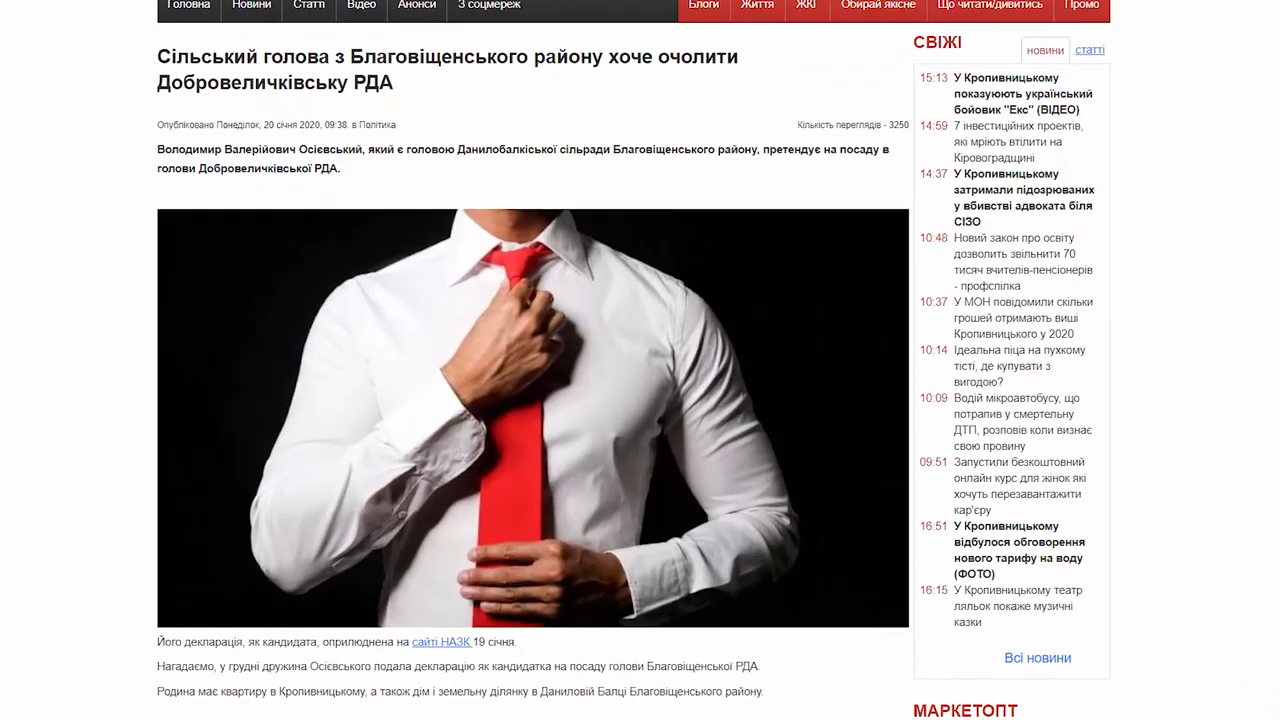 Головна Новини Статті Відео Анонси З соцмереж Блоги Життя ЖКГ Обирай якісне Що читати/дивитись Промо
Сільський голова з Благовіщенського району хоче очолити
Добровеличківську РДА
Опубліковано Понеділок, 20 січня 2020, 09:38. в Політика
Кількість переглядів - 3250
Володимир Валерійович Осієвський, який є головою Данилобалкіської сільради Благовіщенського району, претендує на посаду в
голови Добровеличківської РДА.
Його декларація, як кандидата, оприлюднена на сайті НАЗК 19 січня.
Нагадаємо, у грудні дружина Осієвського подала декларацію як кандидатка на посаду голови Благовіщенської РДА.
Родина має квартиру в Кропивницькому, а також дім і земельну ділянку в Даниловій Балці Благовіщенського району.
СВІЖІ
новини статті
15:13 У Кропивницькому
показуюють український
бойовик "Екс" (ВІДЕО)
14:59 7 інвестиційних проектів,
які мріють втілити на
Кіровоградщині
14:37 У Кропивницькому
затримали підозрюваних
у вбивстві адвоката біля
СІЗО
10:48 Новий закон про освіту
дозволить звільнити 70
тисяч вчителів-пенсіонерів
- профспілка
10:37 У МОН повідомили скільки
грошей отримають виші
Кропивницького у 2020
10:14 Ідеальна піца на пухкому
тісті, де купувати з
вигодою?
10:09 Водій мікроавтобусу, що
потрапив у смертельну
ДТП, розповів коли визнає
свою провину
09:51 Запустили безкоштовний
онлайн курс для жінок які
хочуть перезавантажити
кар'єру
16:51 У Кропивницькому
відбулося обговорення
нового тарифу на воду
(ФОТО)
16:15 У Кропивницькому театр
ляльок покаже музичні
казки
Всі новини
МАРКЕТОПТ